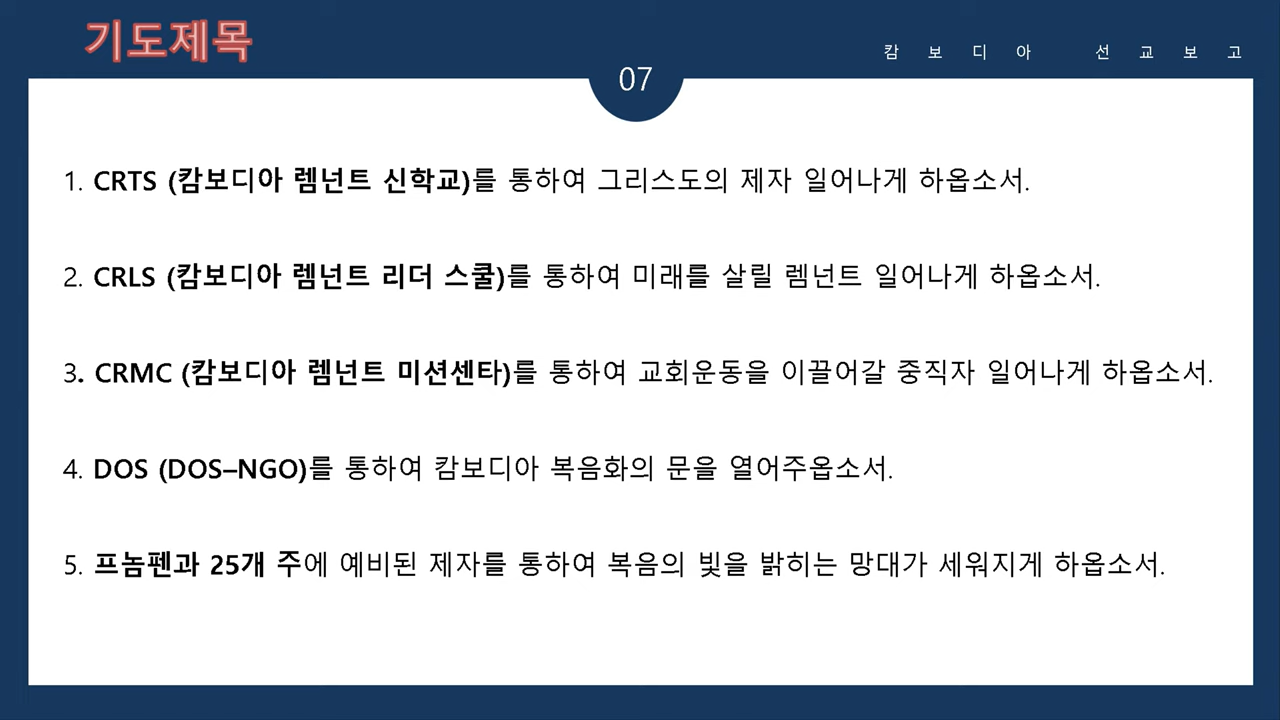 기도제목
캄보디아 선교보고
07
1. CRTS (캄보디아 렘넌트 신학교)를 통하여 그리스도의 제자 일어나게 하옵소서.
2. CRLS (캄보디아 렘넌트 리더 스쿨)를 통하여 미래를 살릴 렘넌트 일어나게 하옵소서.
3. CRMC (캄보디아 렘넌트 미션센타)를 통하여 교회운동을 이끌어갈 중직자 일어나게 하옵소서.
4. DOS (DOS–NGO)를 통하여 캄보디아 복음화의 문을 열어주옵소서.
5. 프놈펜과 25개 주에 예비된 제자를 통하여 복음의 빛을 밝히는 망대가 세워지게 하옵소서.